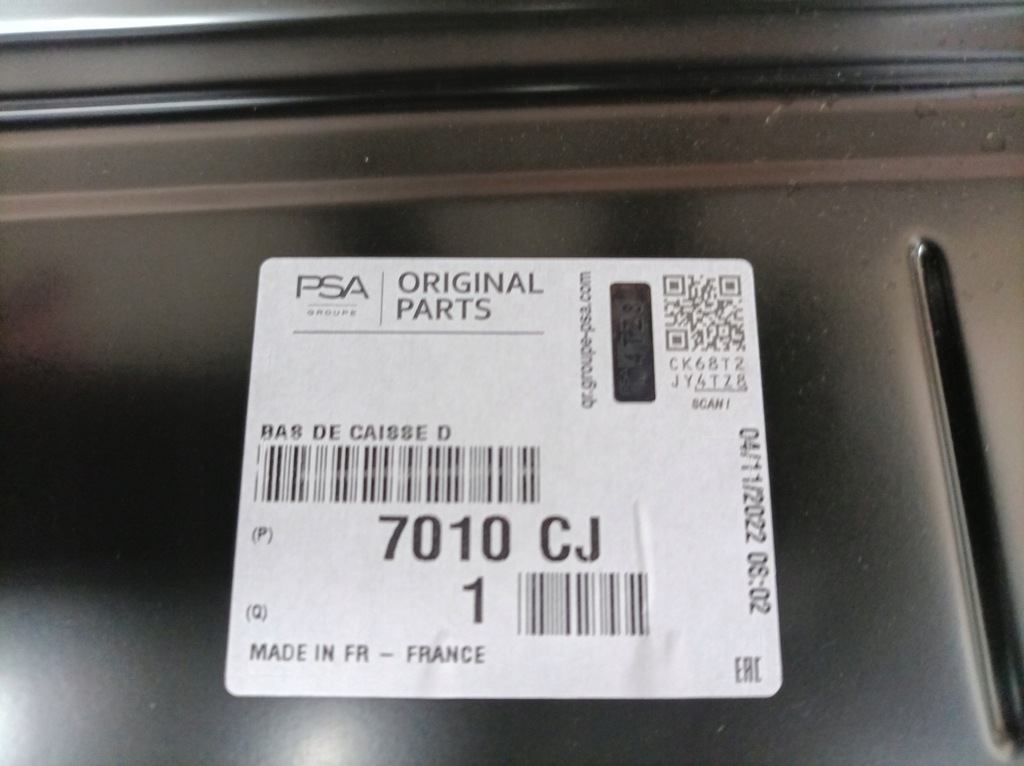 PSA
GROUPE
ORIGINAL
PARTS
qr.groupe-psa.com
CK68T2
JY4TZ8
SCAN!
BAS DE CAISSE D
04/11/2022 06:02
(P)
7010 CJ
(Q)
1
MADE IN FR - FRANCE
EAC